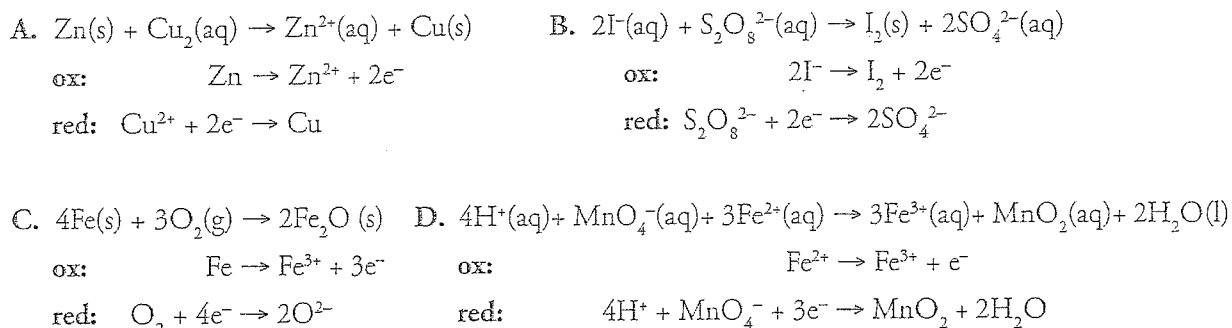 A. Zn(s) + Cu₂(aq) → Zn²⁺(aq) + Cu(s)
ox: Zn → Zn²⁺ + 2e⁻
red: Cu²⁺ + 2e⁻ → Cu
B. 2I⁻(aq) + S₂O₈²⁻(aq) → I₂(s) + 2SO₄²⁻(aq)
ox: 2I⁻ → I₂ + 2e⁻
red: S₂O₈²⁻ + 2e⁻ → 2SO₄²⁻
C. 4Fe(s) + 3O₂(g) → 2Fe₂O (s)
ox: Fe → Fe³⁺ + 3e⁻
red: O₂ + 4e⁻ → 2O²⁻
D. 4H⁺(aq)+ MnO₄⁻(aq)+ 3Fe²⁺(aq) → 3Fe³⁺(aq)+ MnO₂(aq)+ 2H₂O(l)
ox: Fe²⁺ → Fe³⁺ + e⁻
red: 4H⁺ + MnO₄⁻ + 3e⁻ → MnO₂ + 2H₂O